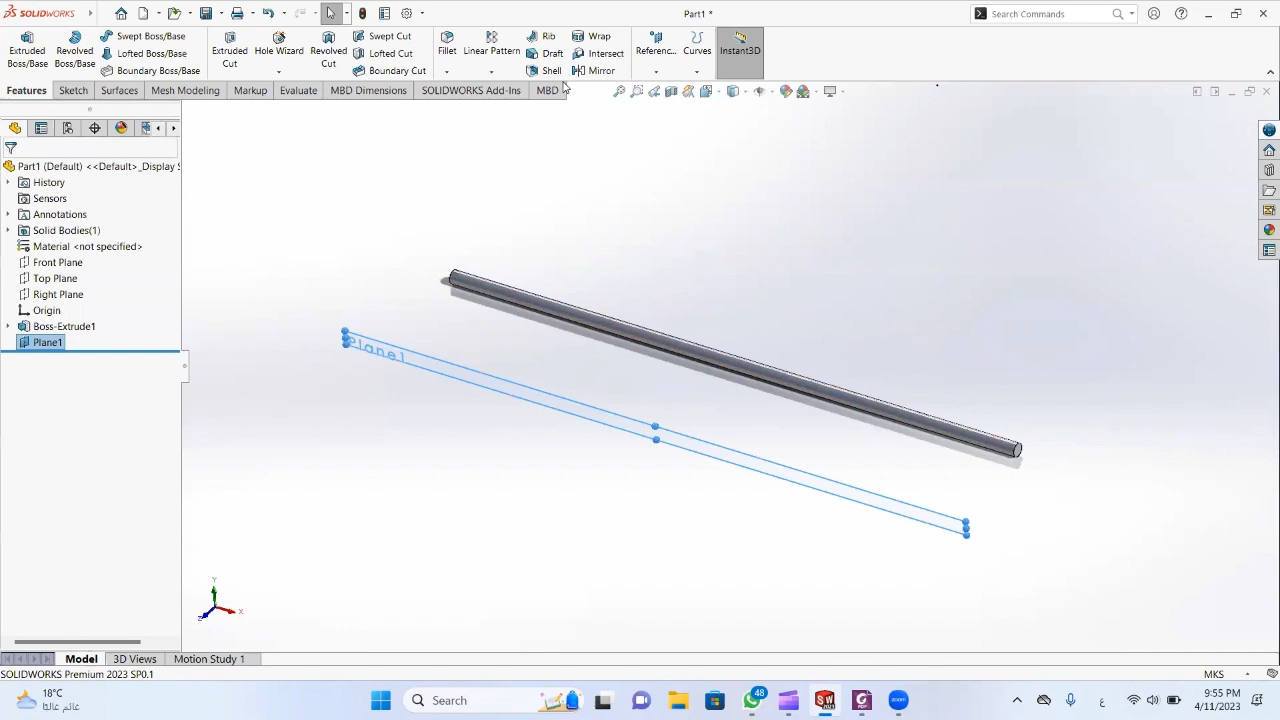 SOLIDWORKS
Part1 *
Search Commands
Extruded Boss/Base
Revolved Boss/Base
Swept Boss/Base
Lofted Boss/Base
Boundary Boss/Base
Extruded Cut
Hole Wizard
Revolved Cut
Swept Cut
Lofted Cut
Boundary Cut
Fillet
Linear Pattern
Rib
Draft
Shell
Wrap
Intersect
Mirror
Referenc...
Curves
Instant3D
Features
Sketch
Surfaces
Mesh Modeling
Markup
Evaluate
MBD Dimensions
SOLIDWORKS Add-Ins
MBD
Part1 (Default) <<Default>_Display S
History
Sensors
Annotations
Solid Bodies(1)
Material <not specified>
Front Plane
Top Plane
Right Plane
Origin
Boss-Extrude1
Plane1
Plane1
Y
X
Z
Model
3D Views
Motion Study 1
SOLIDWORKS Premium 2023 SP0.1
MKS
18°C
غائم غالبًا
Search
48
zoom
ع
9:55 PM
4/11/2023